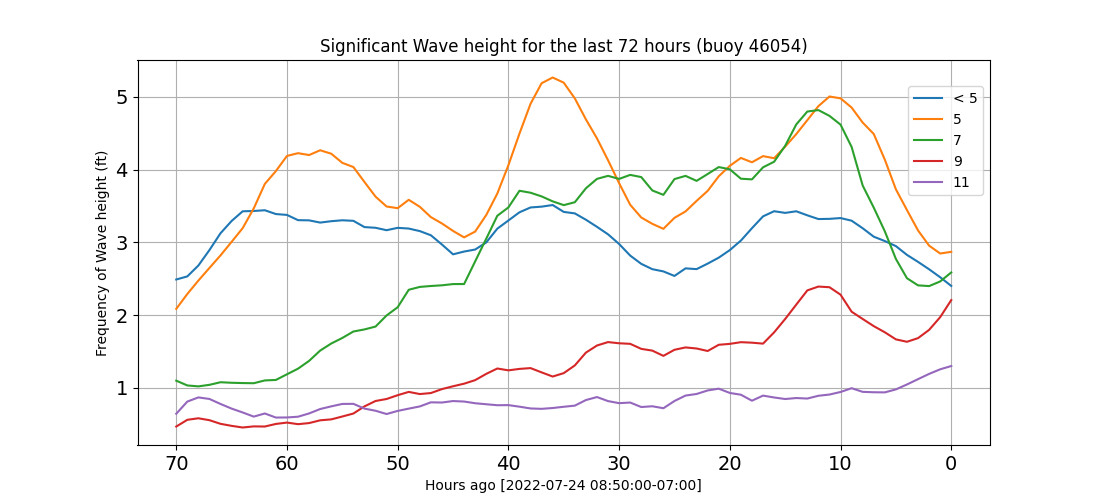 Significant Wave height for the last 72 hours (buoy 46054)
Frequency of Wave height (ft)
5
4
3
2
1
< 5
5
7
9
11
70 60 50 40 30 20 10 0
Hours ago [2022-07-24 08:50:00-07:00]